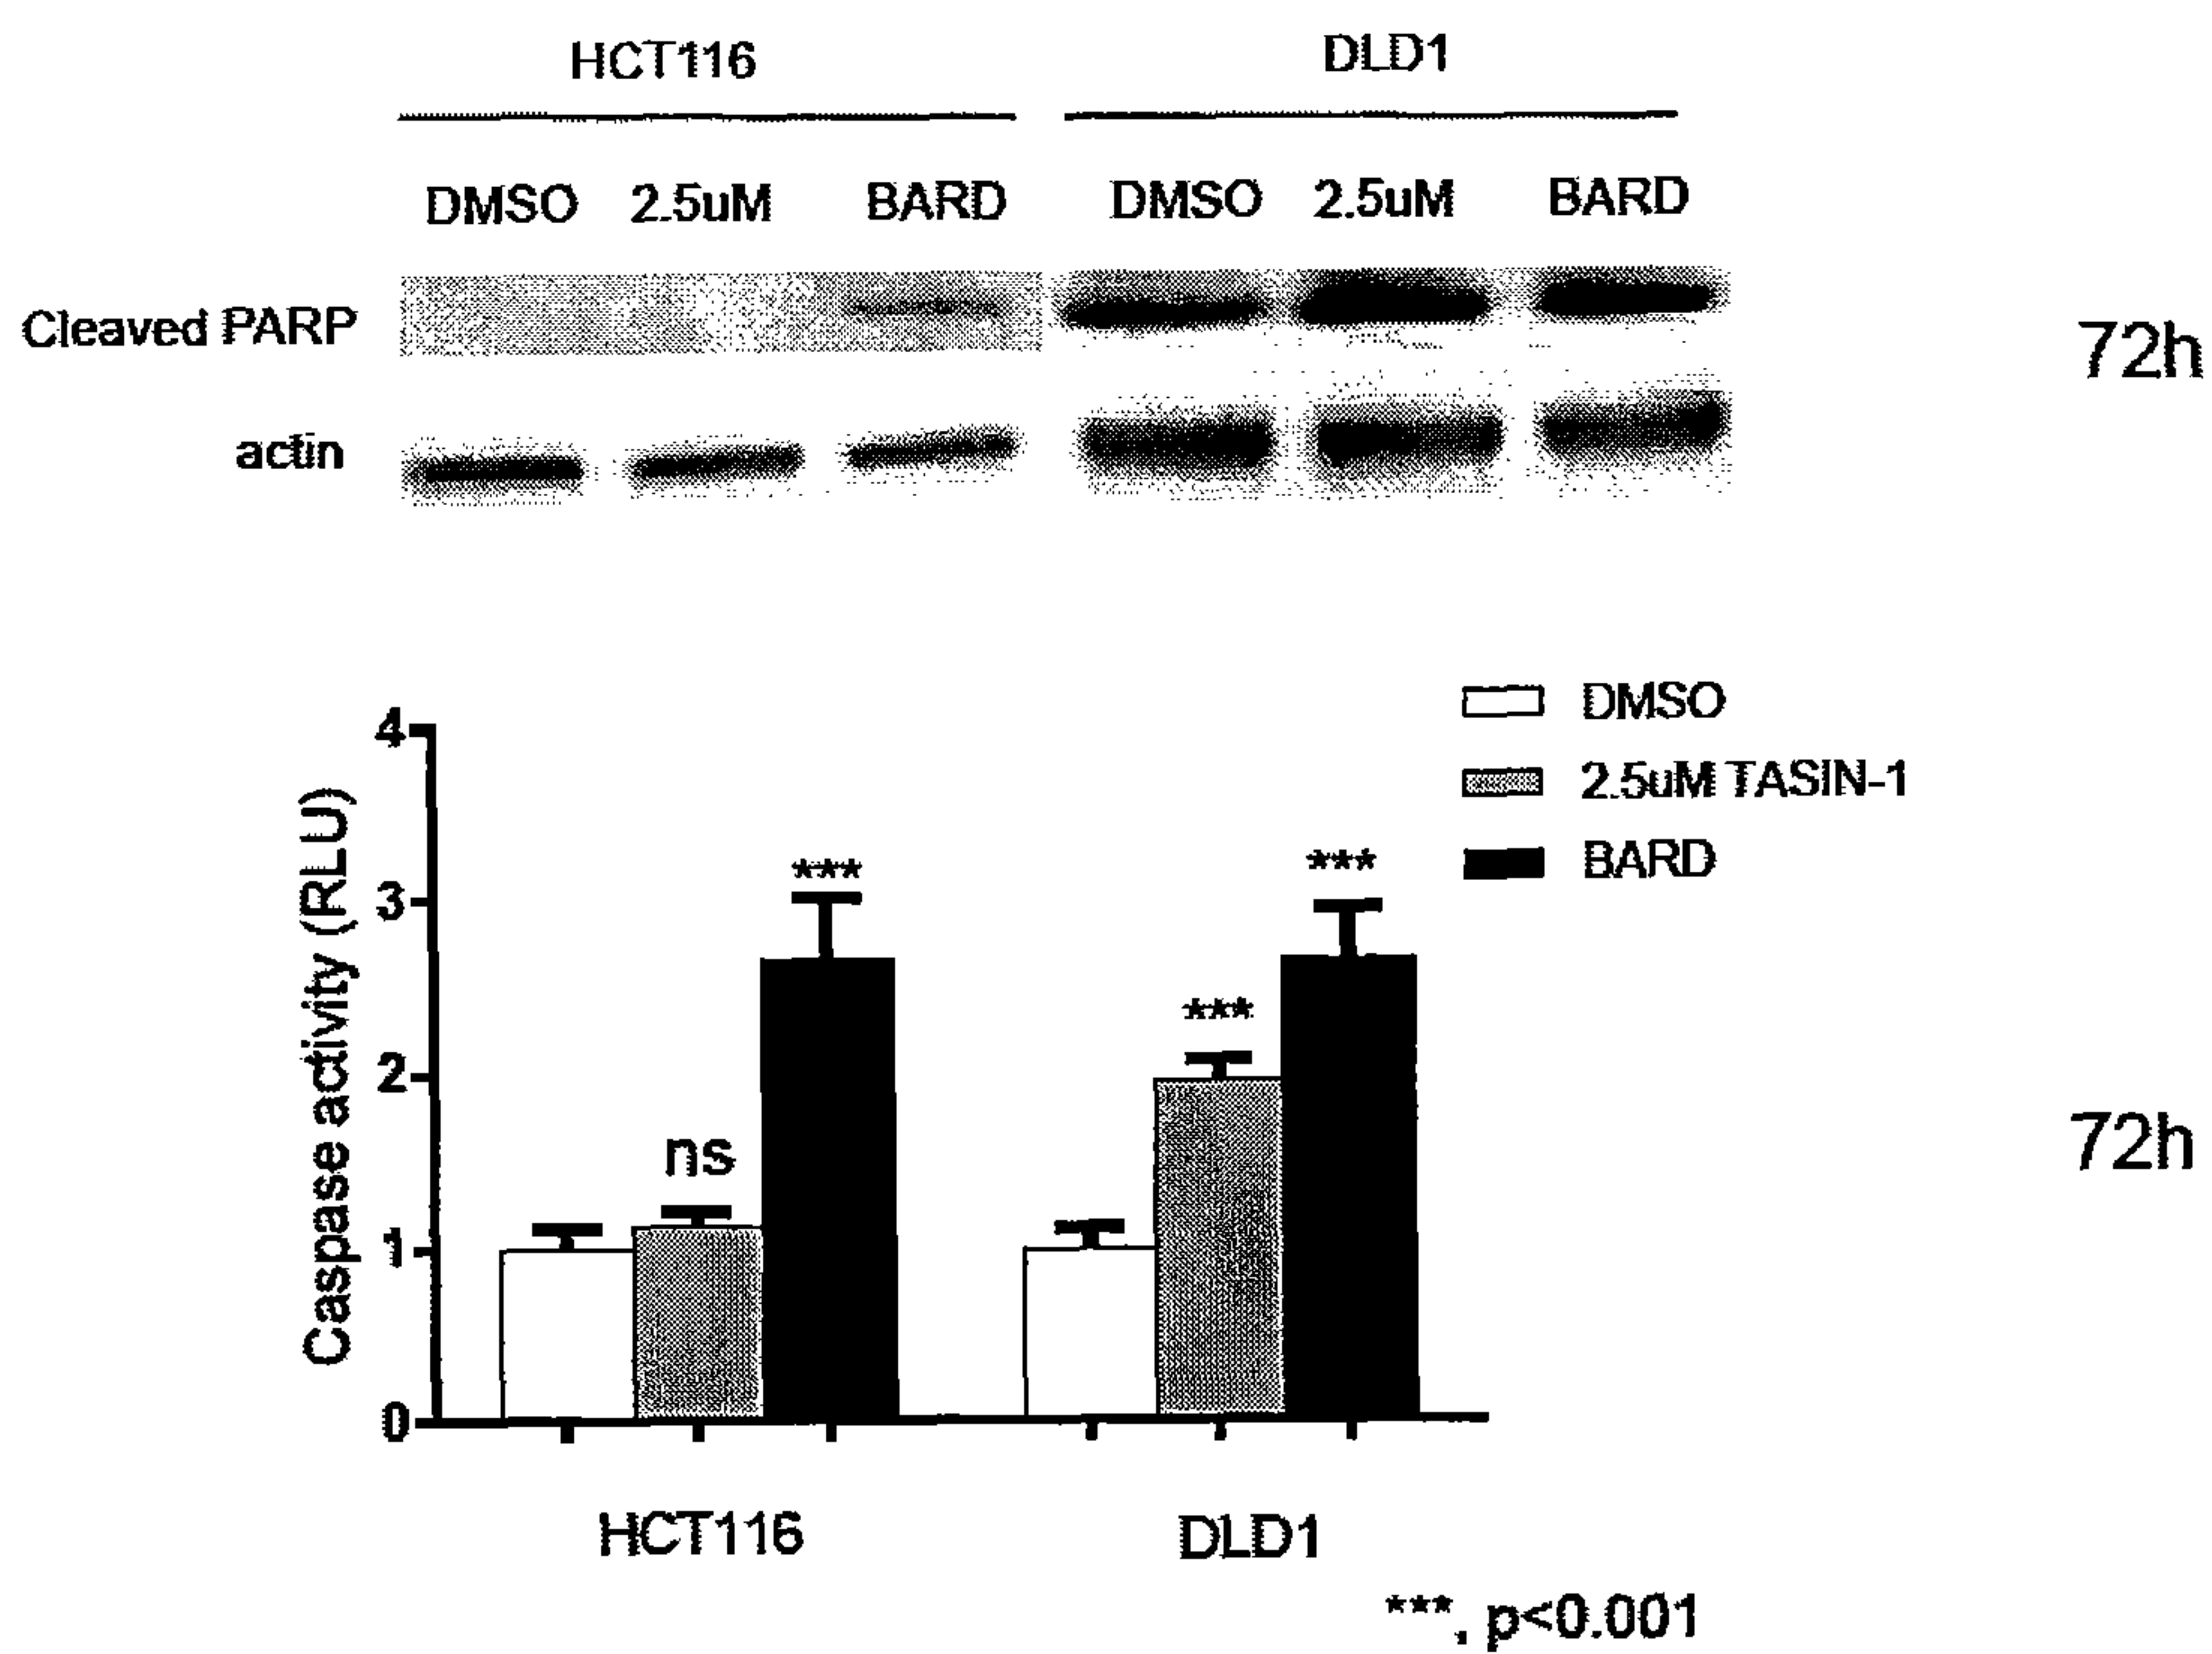 HCT116 DLD1
DMSO 2.5uM BARD DMSO 2.5uM BARD
Cleaved PARP
72h
actin
DMSO
2.5uM TASIN-1
BARD
Caspase activity (RLU)
4
3
2
1
0
***
***
***
ns
72h
HCT116 DLD1
***, p<0.001